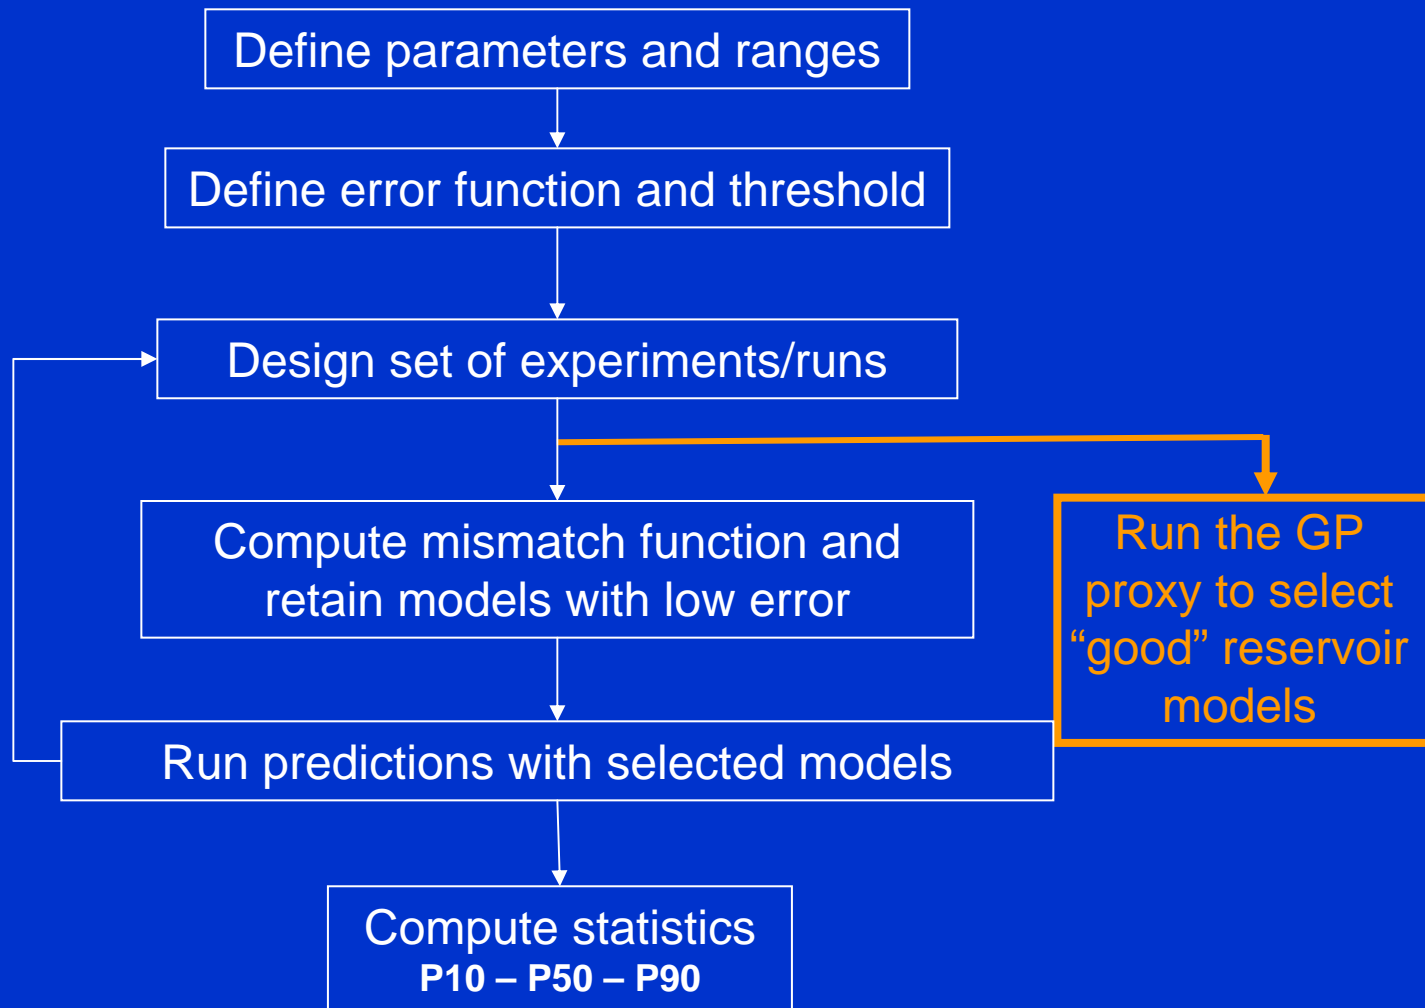 Define parameters and ranges
Define error function and threshold
Design set of experiments/runs
Compute mismatch function and
retain models with low error
Run the GP
proxy to select
“good” reservoir
models
Run predictions with selected models
Compute statistics
P10 – P50 – P90